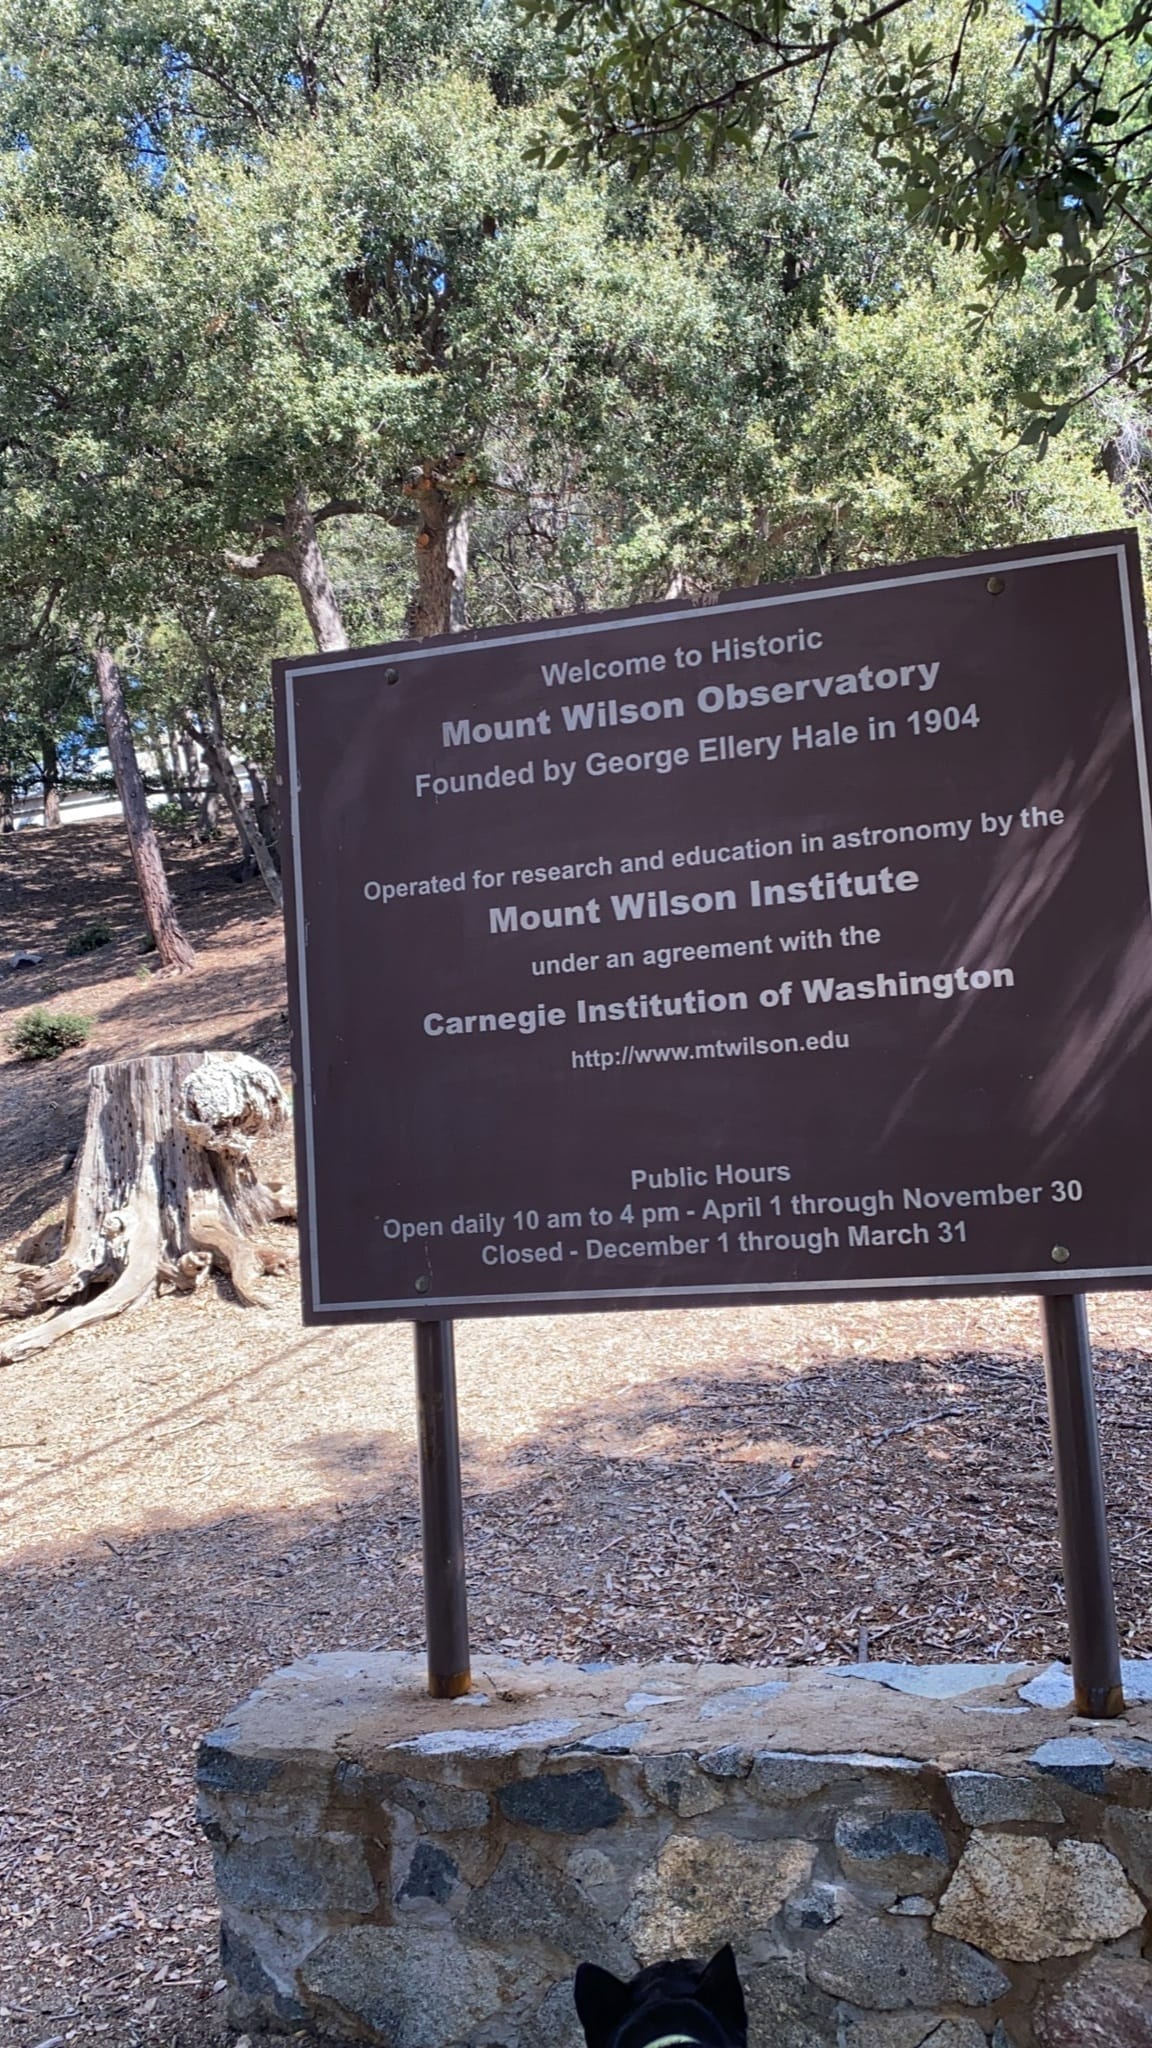 Welcome to Historic
Mount Wilson Observatory
Founded by George Ellery Hale in 1904
Operated for research and education in astronomy by the
Mount Wilson Institute
under an agreement with the
Carnegie Institution of Washington
http://www.mtwilson.edu
Public Hours
Open daily 10 am to 4 pm - April 1 through November 30
Closed - December 1 through March 31